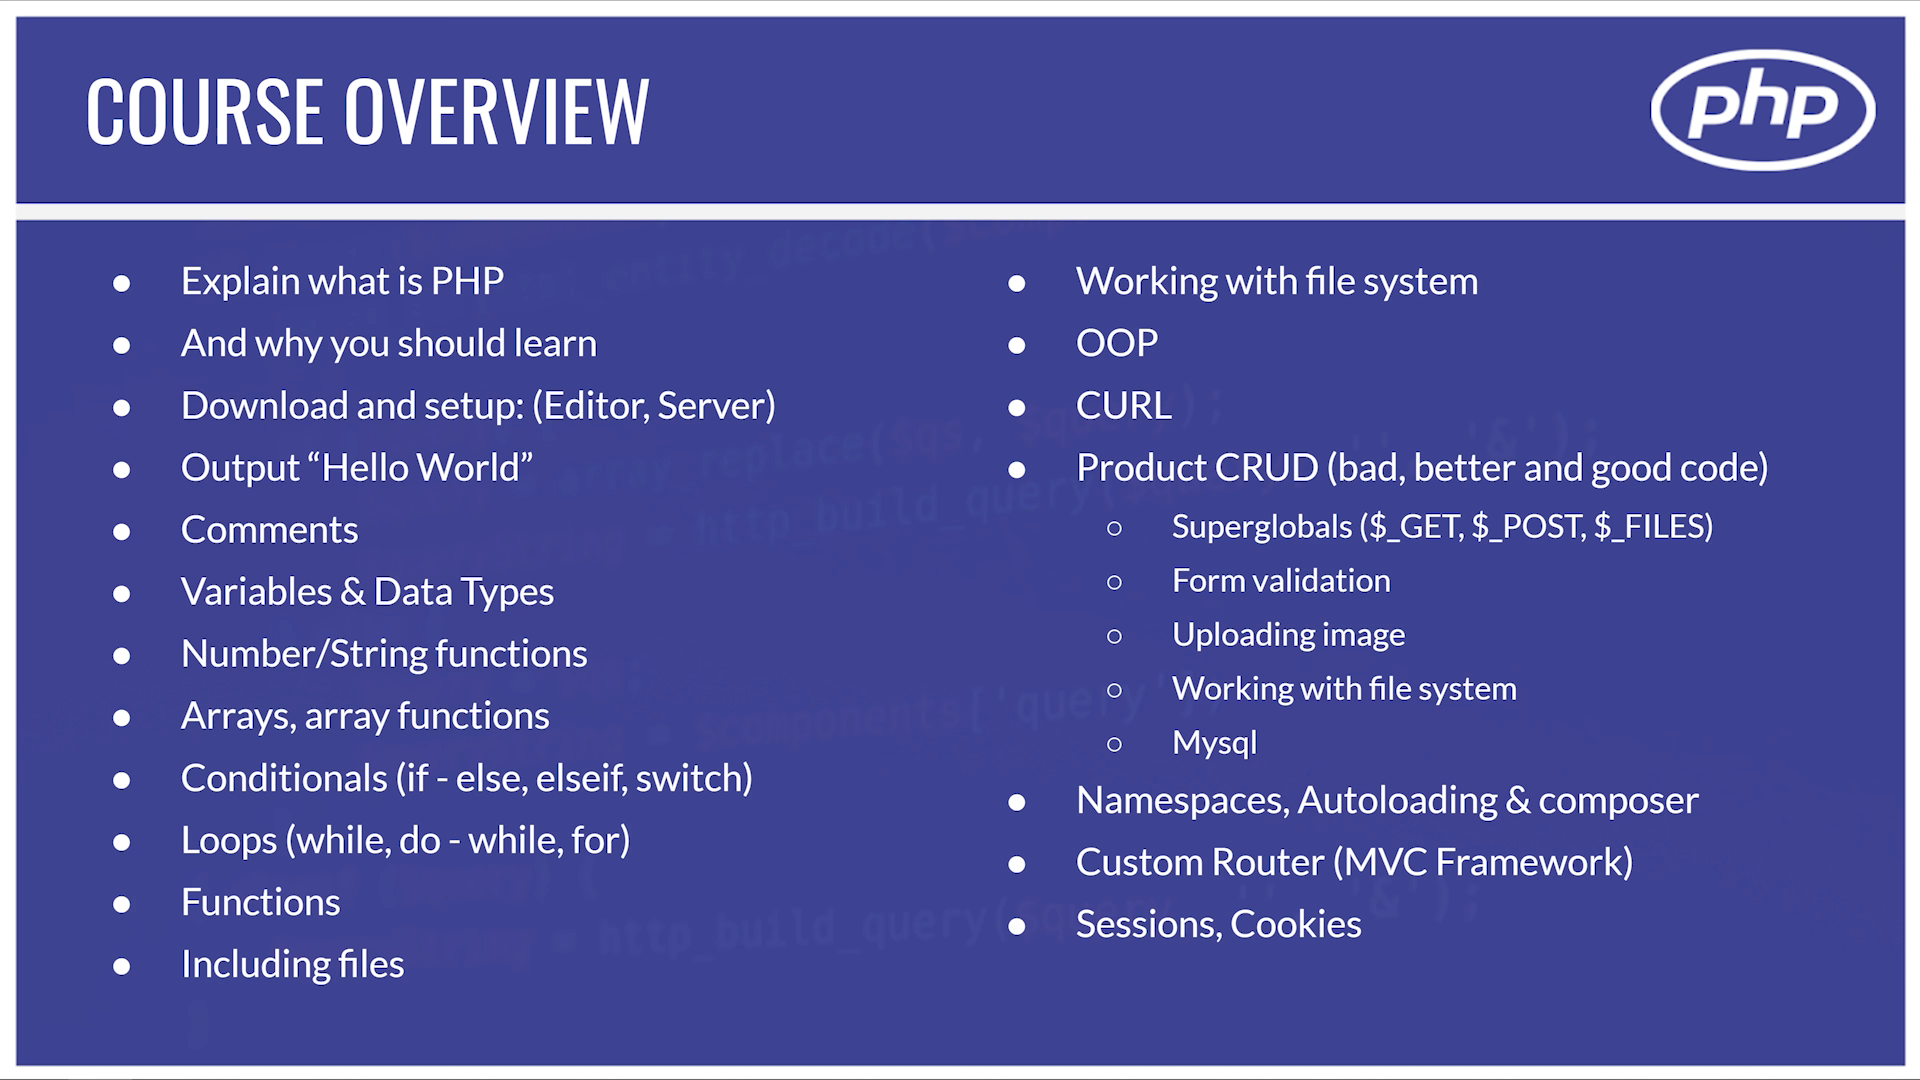 COURSE OVERVIEW
php
● Explain what is PHP
● And why you should learn
● Download and setup: (Editor, Server)
● Output “Hello World”
● Comments
● Variables & Data Types
● Number/String functions
● Arrays, array functions
● Conditionals (if - else, elseif, switch)
● Loops (while, do - while, for)
● Functions
● Including files
● Working with file system
● OOP
● CURL
● Product CRUD (bad, better and good code)
○ Superglobals ($_GET, $_POST, $_FILES)
○ Form validation
○ Uploading image
○ Working with file system
○ Mysql
● Namespaces, Autoloading & composer
● Custom Router (MVC Framework)
● Sessions, Cookies